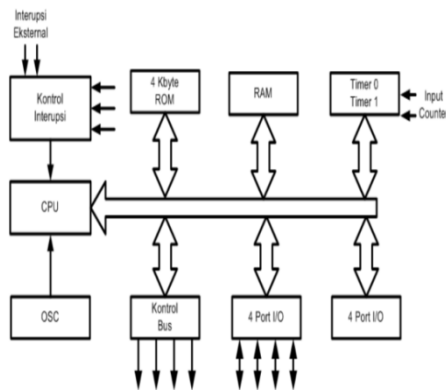 Interupsi
Eksternal
Kontrol
Interupsi
4 Kbyte
ROM
RAM
Timer 0
Timer 1
Input
Counter
CPU
OSC
Kontrol
Bus
4 Port I/O
4 Port I/O